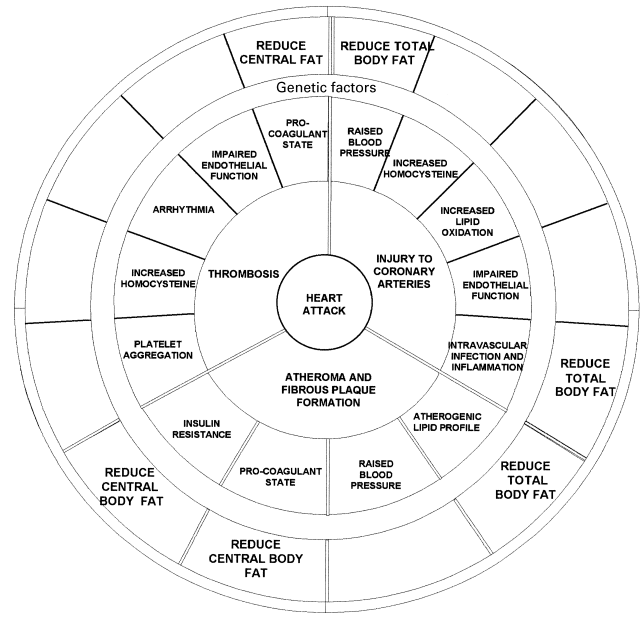 REDUCE
CENTRAL FAT
REDUCE TOTAL
BODY FAT
Genetic factors
PRO-
COAGULANT
STATE
RAISED
BLOOD
PRESSURE
IMPAIRED
ENDOTHELIAL
FUNCTION
INCREASED
HOMOCYSTEINE
ARRHYTHMIA
INCREASED
LIPID
OXIDATION
INCREASED
HOMOCYSTEINE
THROMBOSIS
INJURY TO
CORONARY
ARTERIES
IMPAIRED
ENDOTHELIAL
FUNCTION
HEART
ATTACK
PLATELET
AGGREGATION
INTRAVASCULAR
INFECTION AND
INFLAMMATION
REDUCE
TOTAL
BODY FAT
ATHEROMA AND
FIBROUS PLAQUE
FORMATION
INSULIN
RESISTANCE
ATHEROGENIC
LIPID PROFILE
PRO-COAGULANT
STATE
RAISED
BLOOD
PRESSURE
REDUCE
CENTRAL
BODY FAT
REDUCE
TOTAL
BODY FAT
REDUCE
CENTRAL BODY
FAT